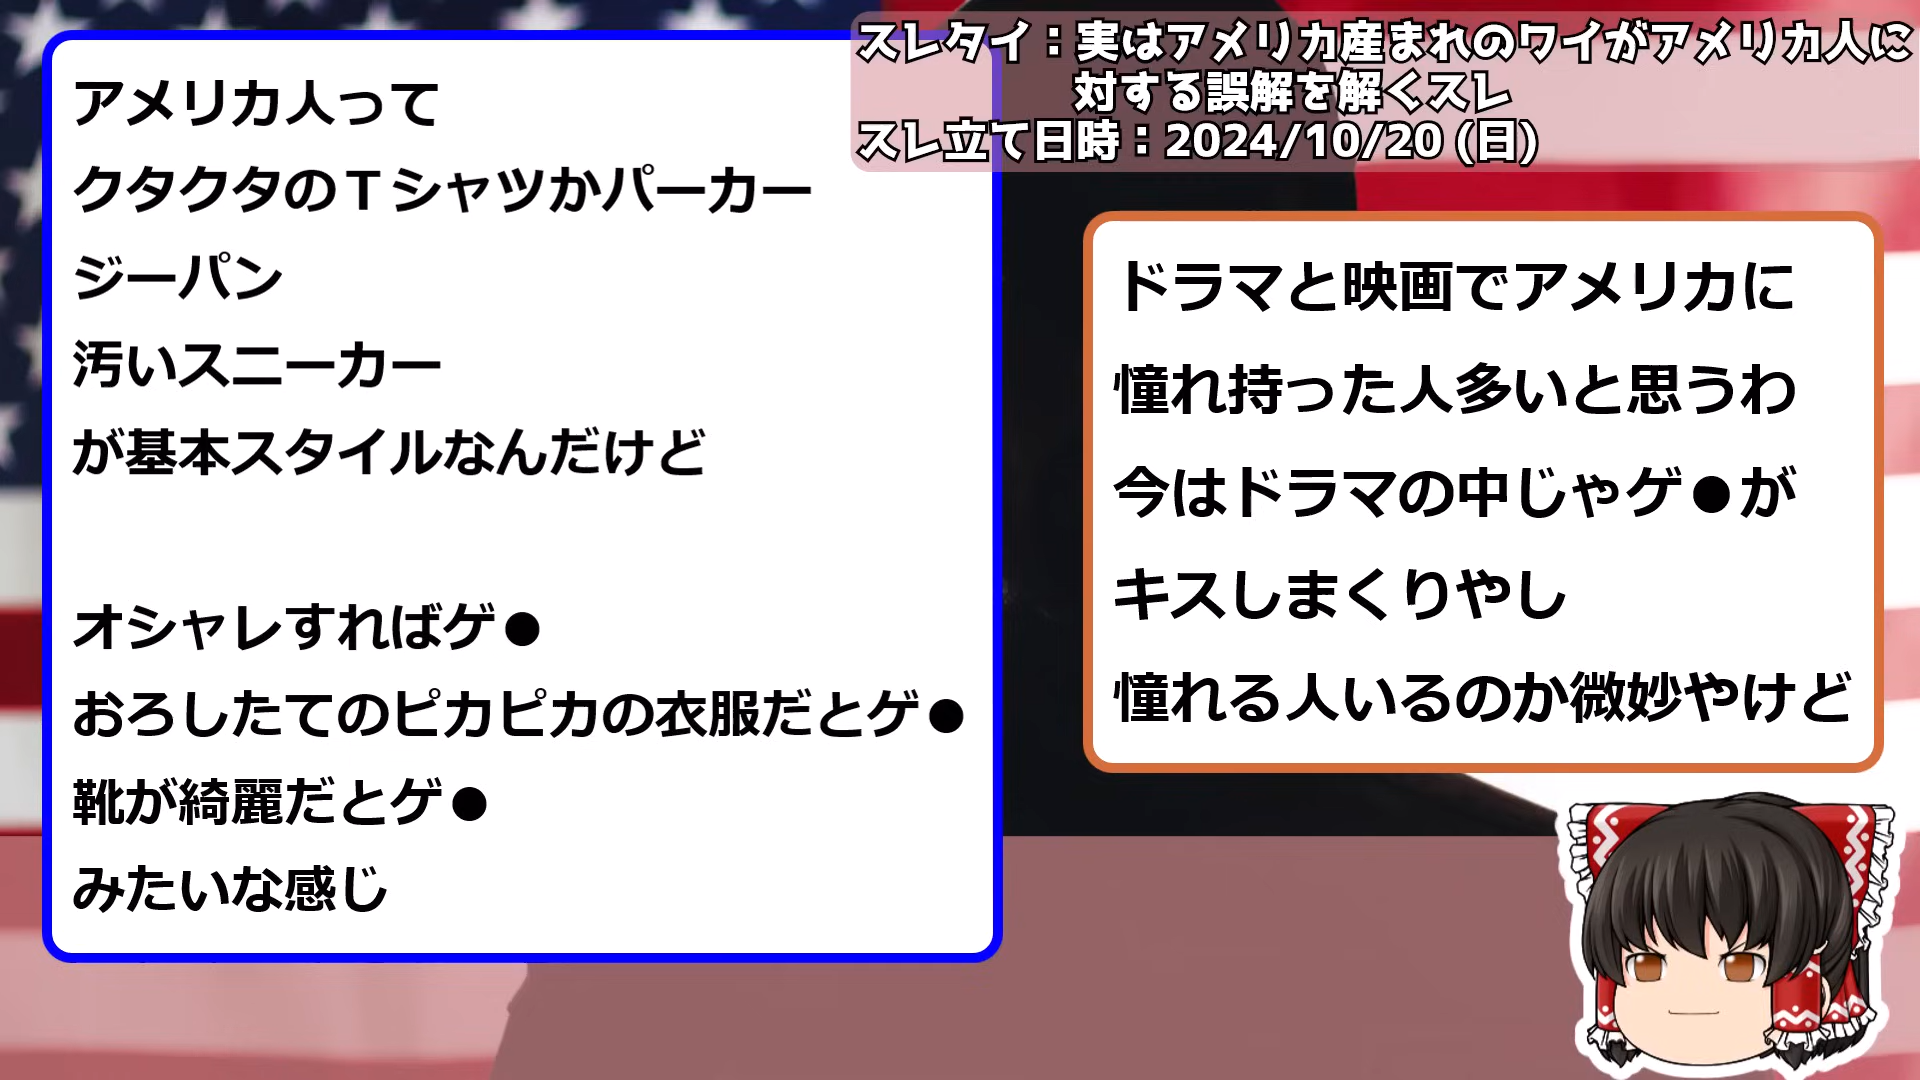 スレタイ：実はアメリカ産まれのワイがアメリカ人に
対する誤解を解くスレ
スレ立て日時：2024/10/20 (日)
アメリカ人って
クタクタのＴシャツかパーカー
ジーパン
汚いスニーカー
が基本スタイルなんだけど
オシャレすればゲ●
おろしたてのピカピカの衣服だとゲ●
靴が綺麗だとゲ●
みたいな感じ
ドラマと映画でアメリカに
憧れ持った人多いと思うわ
今はドラマの中じゃゲ●が
キスしまくりやし
憧れる人いるのか微妙やけど